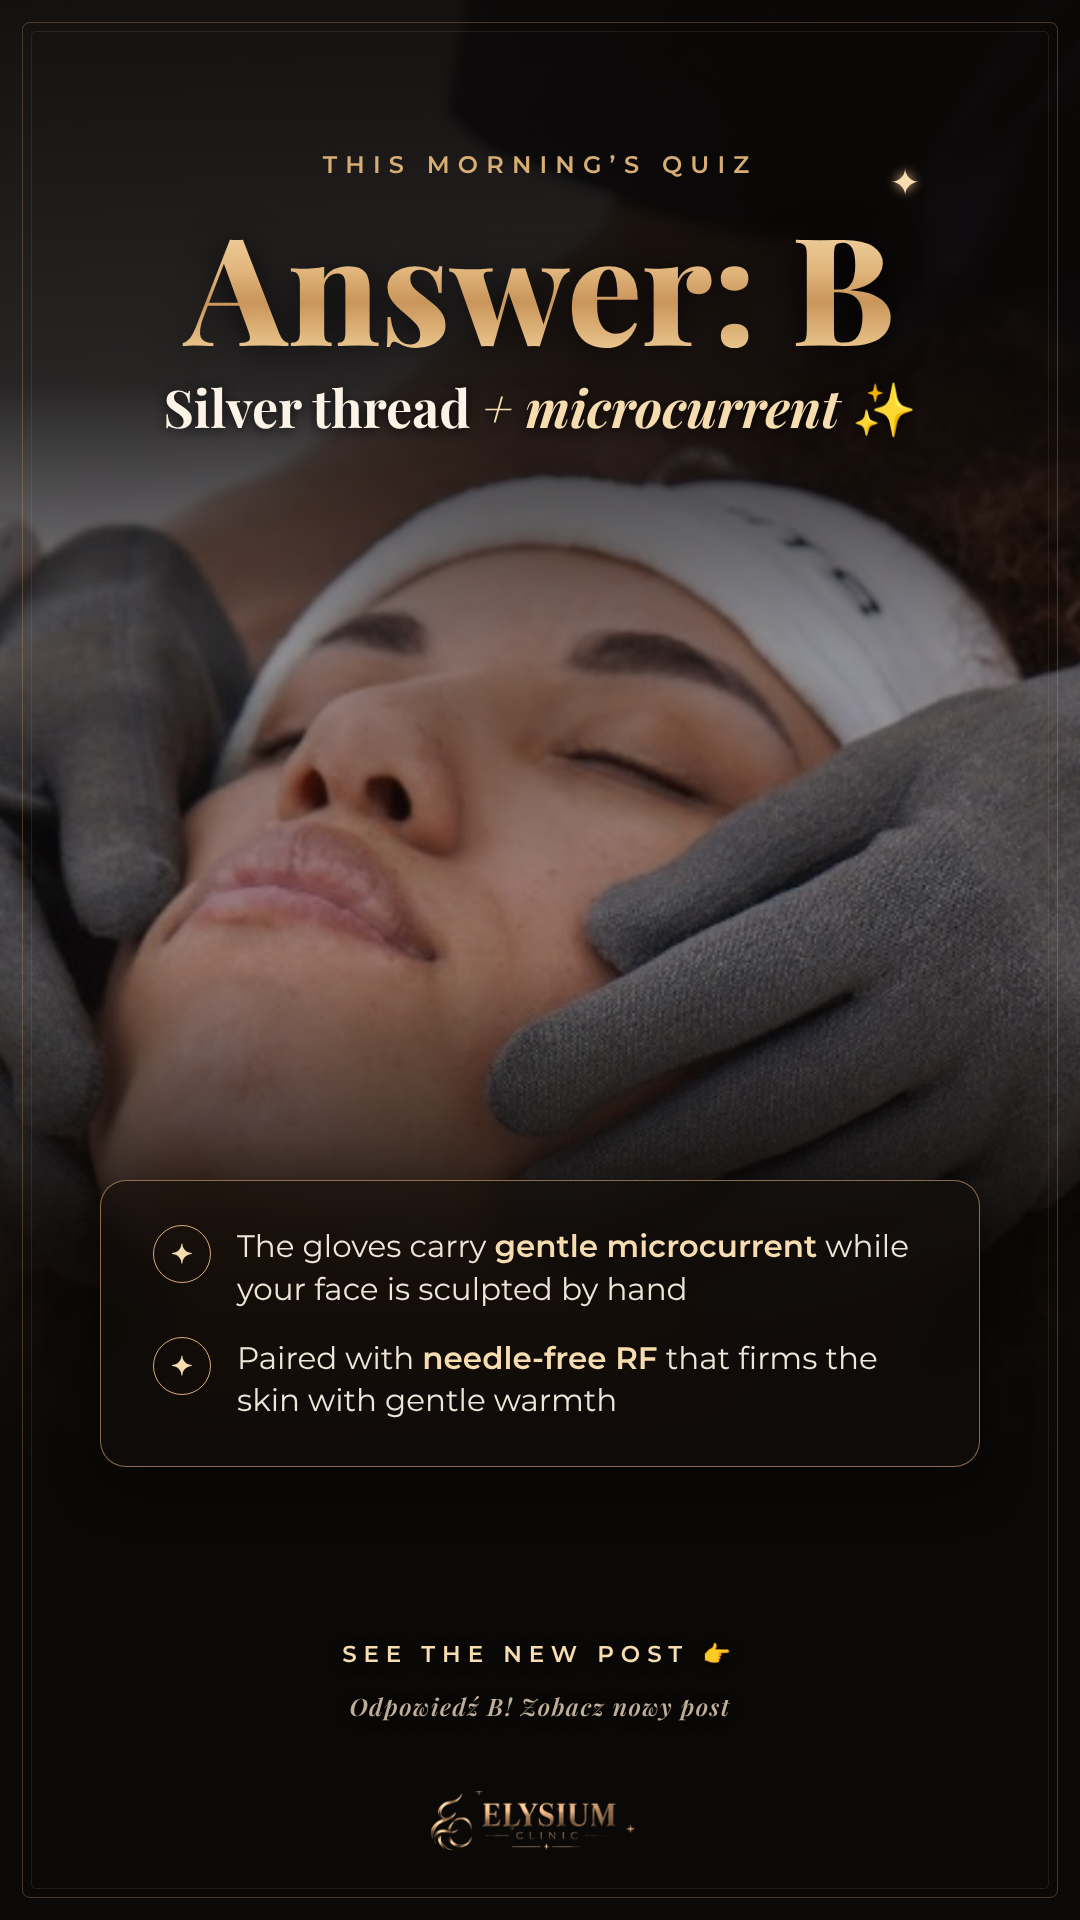 THIS MORNING’S QUIZ
Answer: B
Silver thread + microcurrent ✨
The gloves carry gentle microcurrent while
your face is sculpted by hand
Paired with needle-free RF that firms the
skin with gentle warmth
SEE THE NEW POST 👉
Odpowiedź B! Zobacz nowy post
ELYSIUM
CLINIC